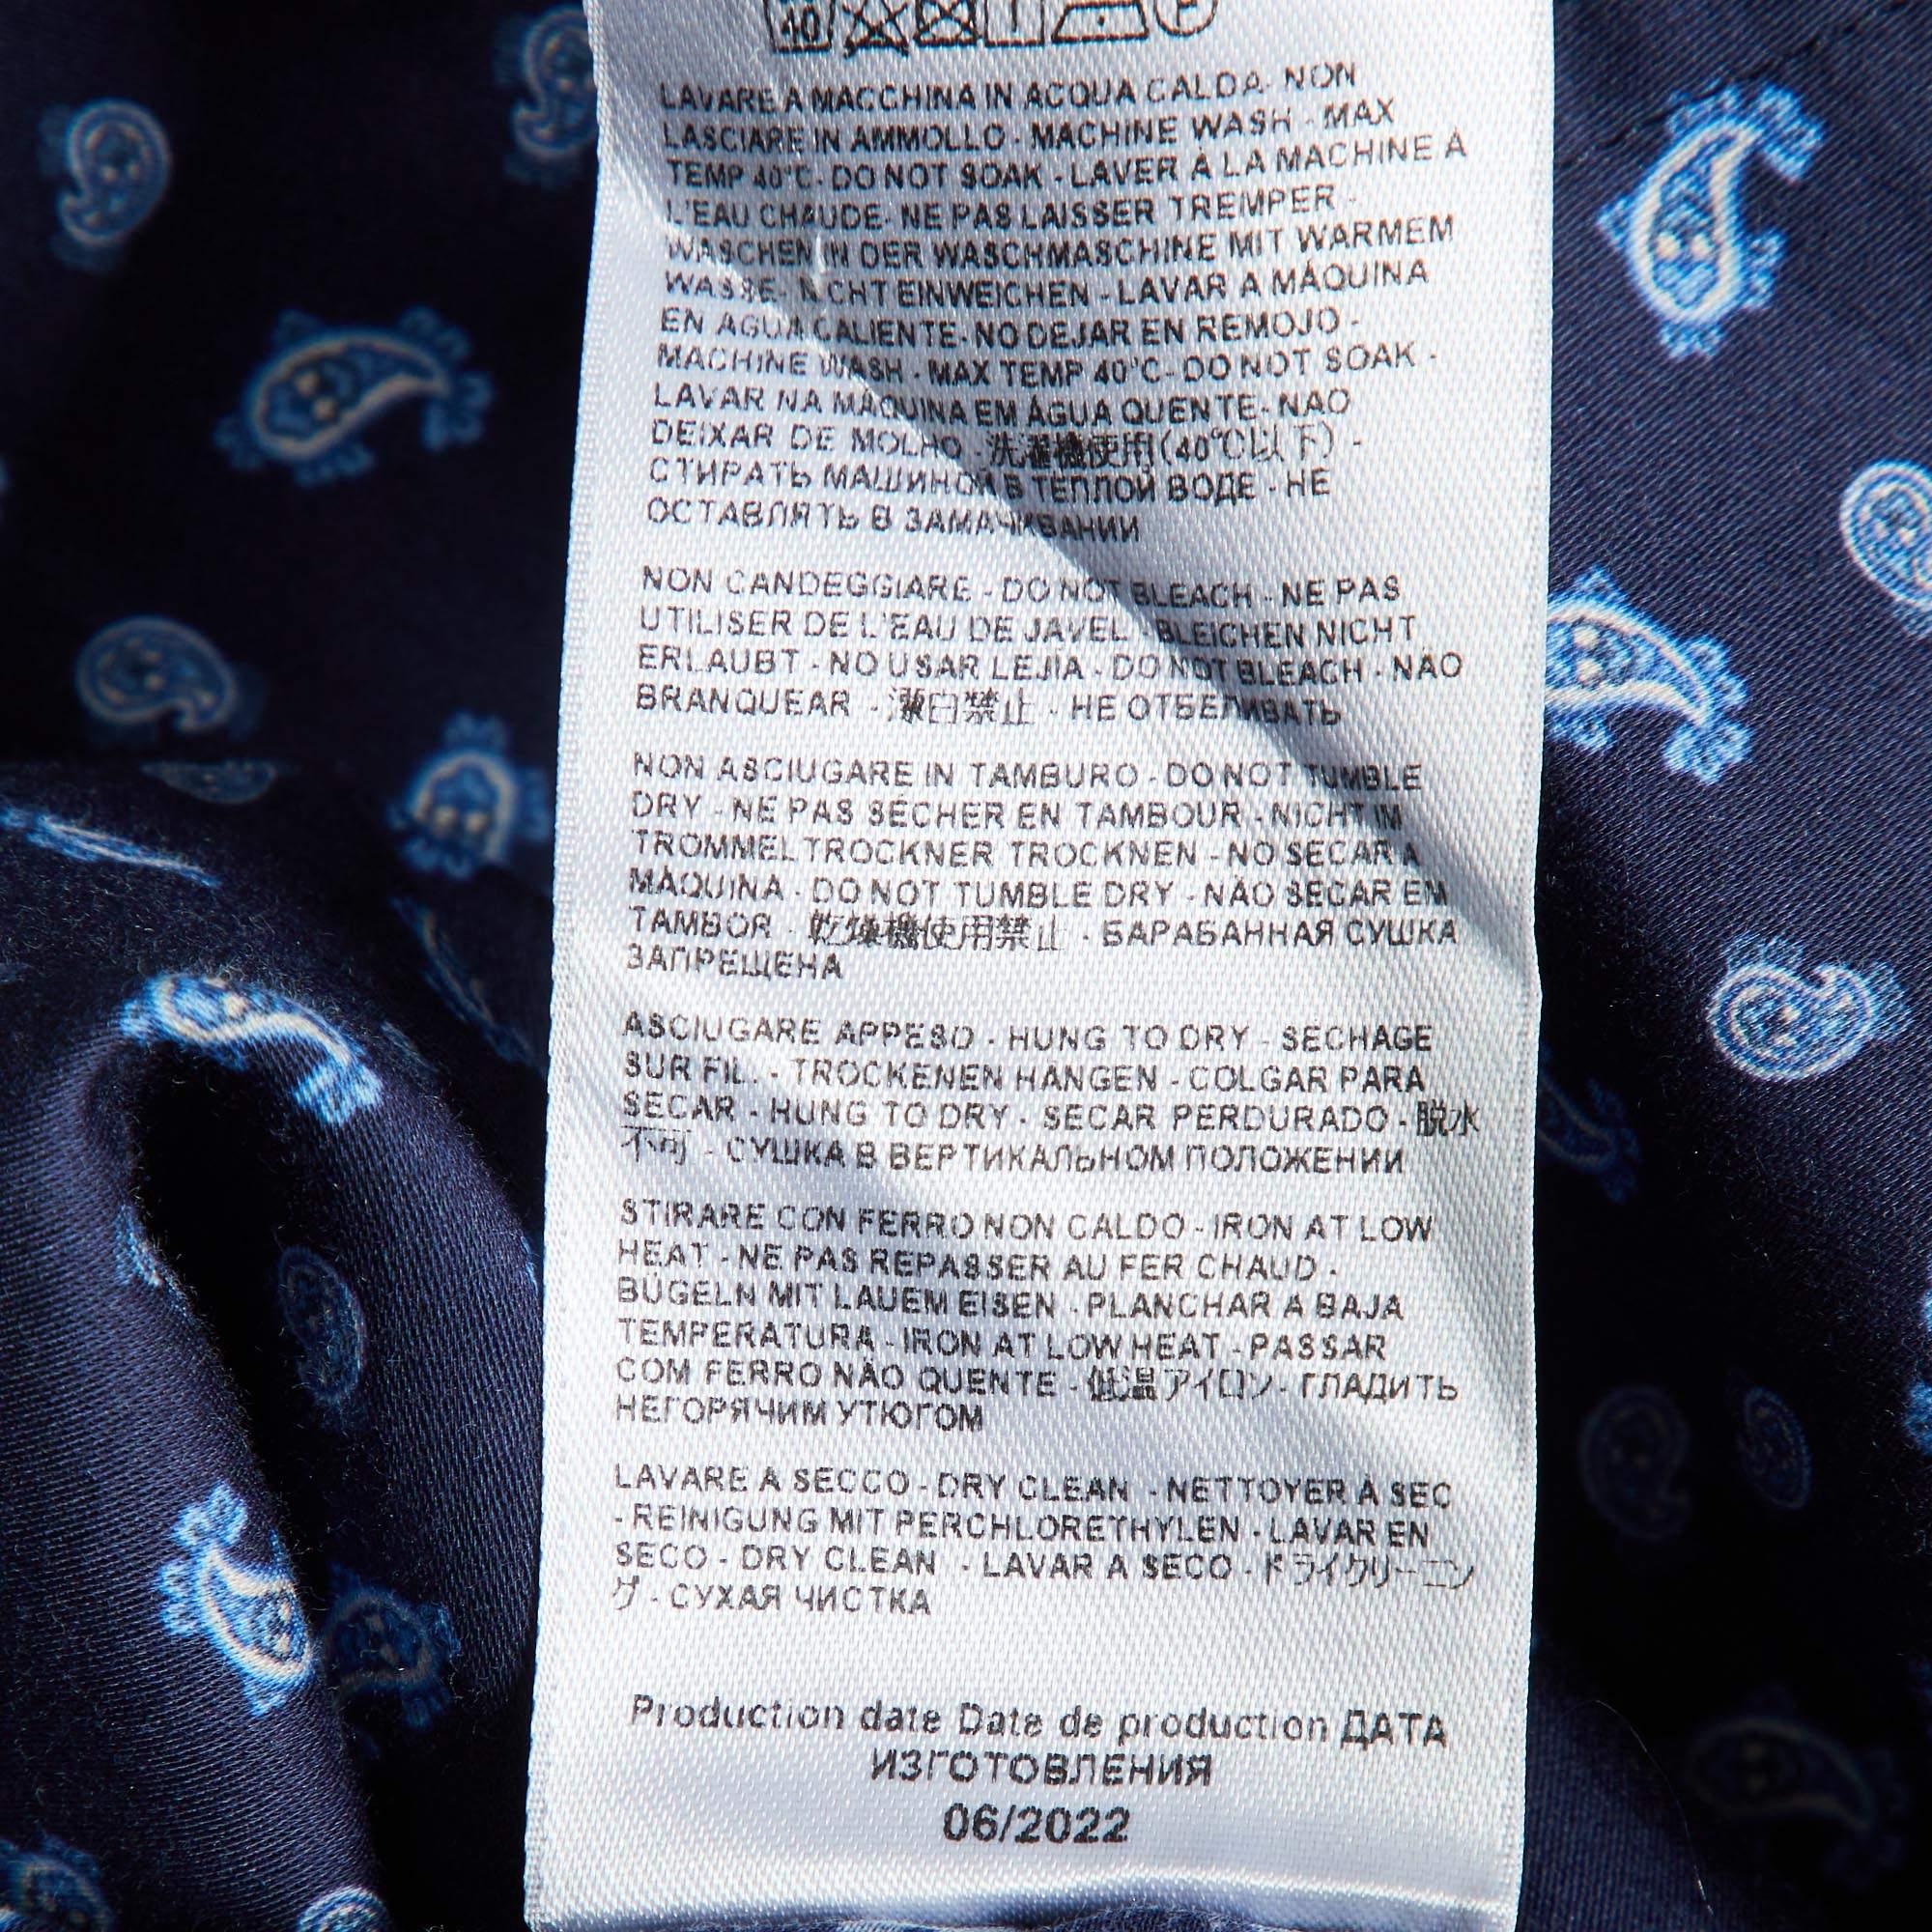 40
LAVARE A MACCHINA IN ACQUA CALDA- NON
LASCIARE IN AMMOLLO - MACHINE WASH - MAX
TEMP 40°C- DO NOT SOAK - LAVER À LA MACHINE À
L'EAU CHAUDE- NE PAS LAISSER TREMPER -
WASCHEN IN DER WASCHMASCHINE MIT WARMEM
NICHT EINWEICHEN - LAVAR A MÁQUINA
EN AGUA CALIENTE- NO DEJAR EN REMOJO -
MACHINE WASH - MAX TEMP 40°C- DO NOT SOAK -
LAVAR NA MÁQUINA EM ÁGUA QUENTE- NÃO
DEIXAR DE MOLHO - 洗濯機使用(40℃以下) -
СТИРАТЬ МАШИНОЙ В ТЕПЛОЙ ВОДЕ - НЕ
ОСТАВЛЯТЬ В ЗАМАЧИВАНИИ
NON CANDEGGIARE - DO NOT BLEACH - NE PAS
UTILISER DE L'EAU DE JAVEL - BLEICHEN NICHT
ERLAUBT - NO USAR LEJIA - DO NOT BLEACH - NÃO
BRANQUEAR - 漂白禁止 - НЕ ОТБЕЛИВАТЬ
NON ASCIUGARE IN TAMBURO - DO NOT TUMBLE
DRY - NE PAS SÉCHER EN TAMBOUR - NICHT IM
TROMMELTROCKNER TROCKNEN - NO SECAR A
MÁQUINA - DO NOT TUMBLE DRY - NÃO SECAR EM
TAMBOR - 乾燥機使用禁止 - БАРАБАННАЯ СУШКА
ЗАПРЕЩЕНА
ASCIUGARE APPESO - HUNG TO DRY - SÉCHAGE
SUR FIL. - TROCKENEN HÄNGEN - COLGAR PARA
SECAR - HUNG TO DRY - SECAR PERDURADO - 脱水
不可 - СУШКА В ВЕРТИКАЛЬНОМ ПОЛОЖЕНИИ
STIRARE CON FERRO NON CALDO - IRON AT LOW
HEAT - NE PAS REPASSER AU FER CHAUD -
BÜGELN MIT LAUEM EISEN - PLANCHAR A BAJA
TEMPERATURA - IRON AT LOW HEAT - PASSAR
COM FERRO NÃO QUENTE - 低温アイロン - ГЛАДИТЬ
НЕГОРЯЧИМ УТЮГОМ
LAVARE A SECCO - DRY CLEAN - NETTOYER À SEC
- REINIGUNG MIT PERCHLORETHYLEN - LAVAR EN
SECO - DRY CLEAN - LAVAR A SECO - ドライクリーニン
グ - СУХАЯ ЧИСТКА
Production date Date de production ДАТА
ИЗГОТОВЛЕНИЯ
06/2022